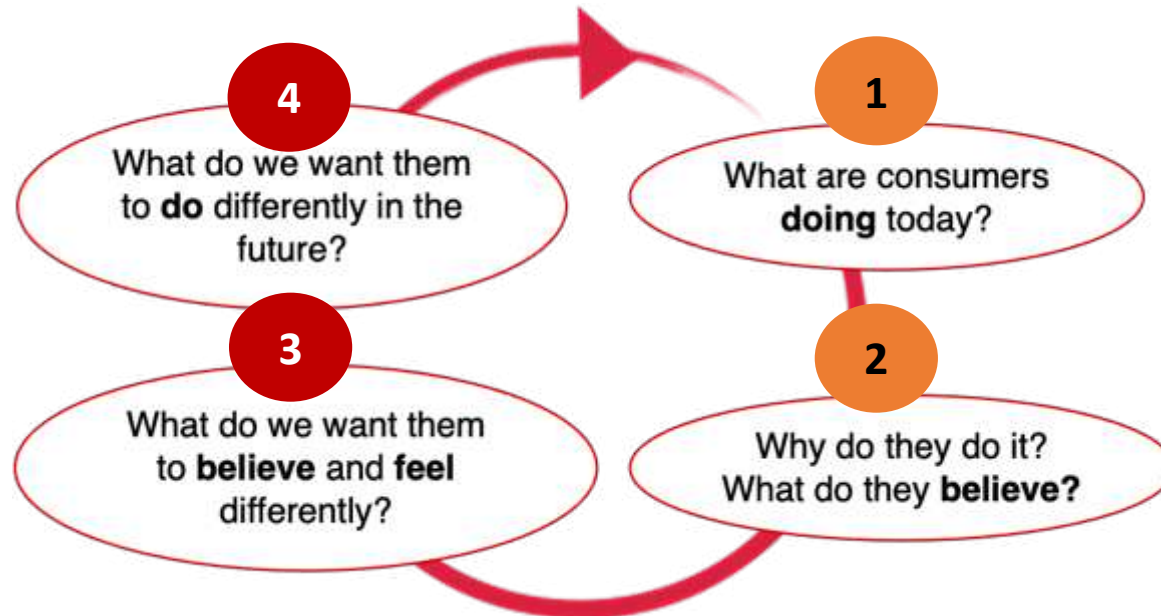 4
What do we want them
to do differently in the
future?
1
What are consumers
doing today?
3
What do we want them
to believe and feel
differently?
2
Why do they do it?
What do they believe?